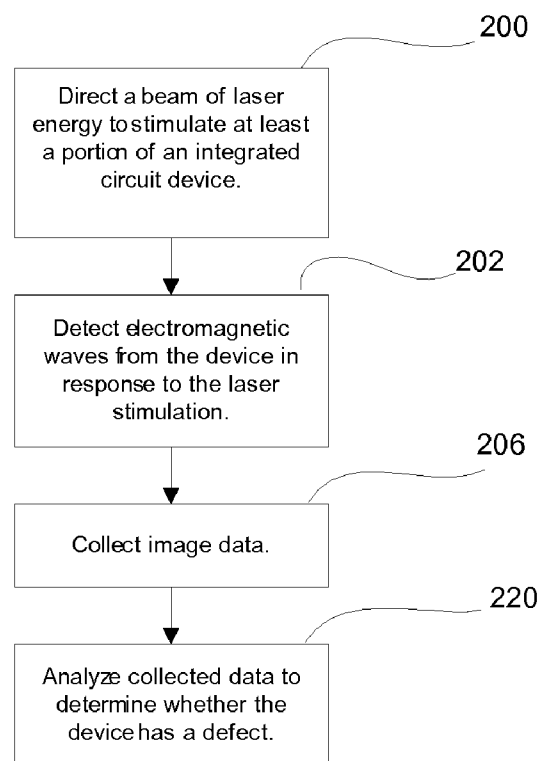 200
Direct a beam of laser
energy to stimulate at least
a portion of an integrated
circuit device.
202
Detect electromagnetic
waves from the device in
response to the laser
stimulation.
206
Collect image data.
220
Analyze collected data to
determine whether the
device has a defect.